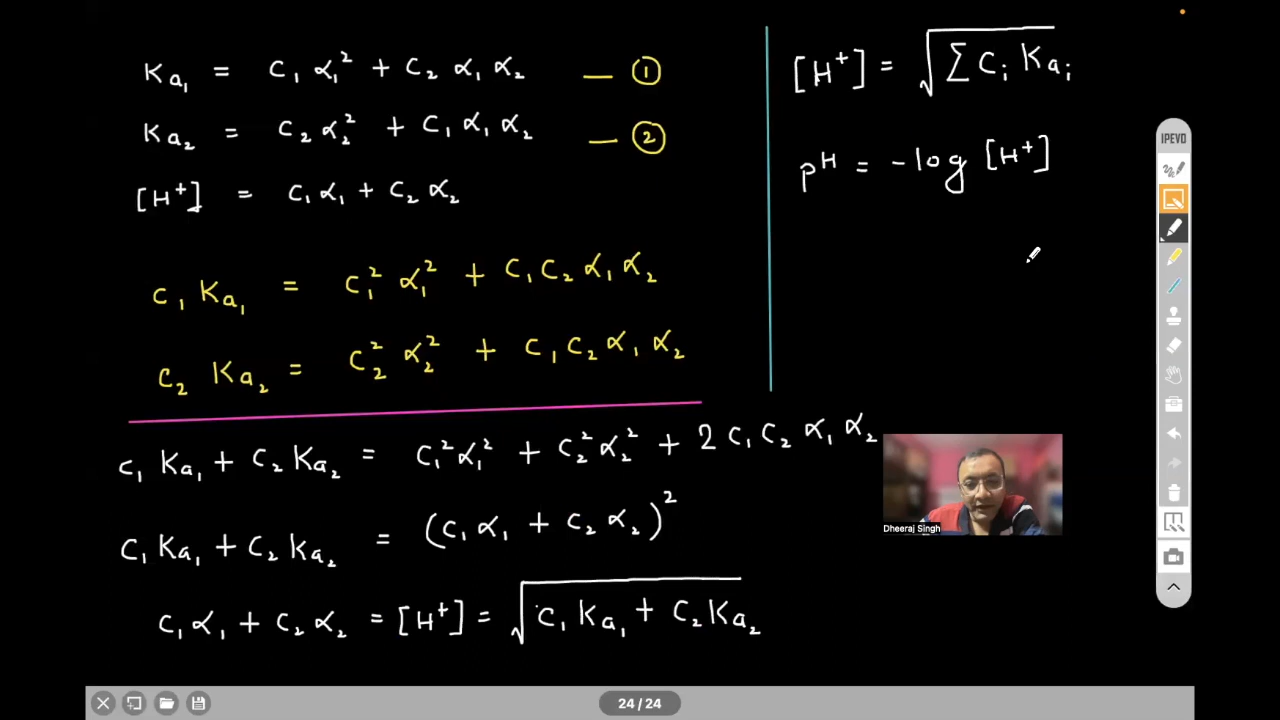 Ka₁ = C₁ α₁² + C₂ α₁ α₂ — ①
Ka₂ = C₂ α₂² + C₁ α₁ α₂ — ②
[H⁺] = C₁ α₁ + C₂ α₂
C₁ Ka₁ = C₁² α₁² + C₁ C₂ α₁ α₂
C₂ Ka₂ = C₂² α₂² + C₁ C₂ α₁ α₂
C₁ Ka₁ + C₂ Ka₂ = C₁² α₁² + C₂² α₂² + 2 C₁ C₂ α₁ α₂
C₁ Ka₁ + C₂ Ka₂ = (C₁ α₁ + C₂ α₂)²
C₁ α₁ + C₂ α₂ = [H⁺] = √(C₁ Ka₁ + C₂ Ka₂)
[H⁺] = √(∑ Cᵢ Kaᵢ)
pH = -log [H⁺]
IPEVO
Dheeraj Singh
24 / 24